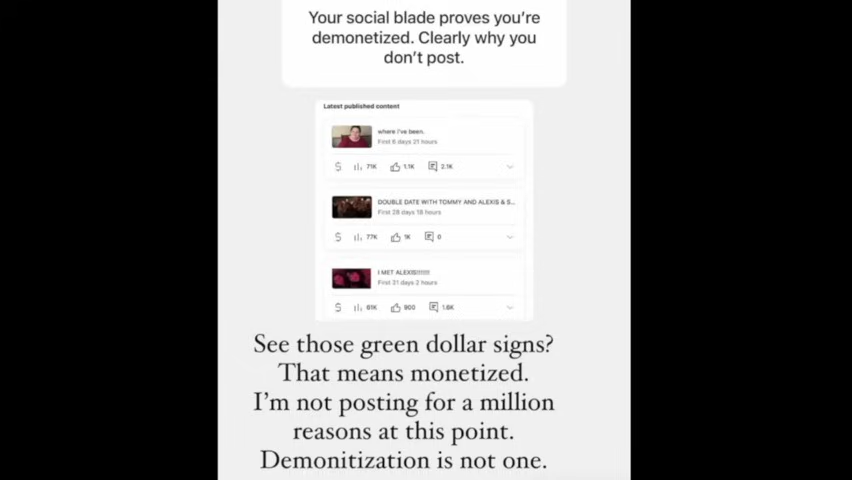 Your social blade proves you're
demonetized. Clearly why you
don't post.
Latest published content
where i've been.
First 6 days 21 hours
$ 71K 1.1K 2.1K
DOUBLE DATE WITH TOMMY AND ALEXIS & S...
First 28 days 18 hours
$ 77K 1K 0
I MET ALEXIS!!!!!!!
First 31 days 2 hours
$ 61K 900 1.6K
See those green dollar signs?
That means monetized.
I'm not posting for a million
reasons at this point.
Demonitization is not one.